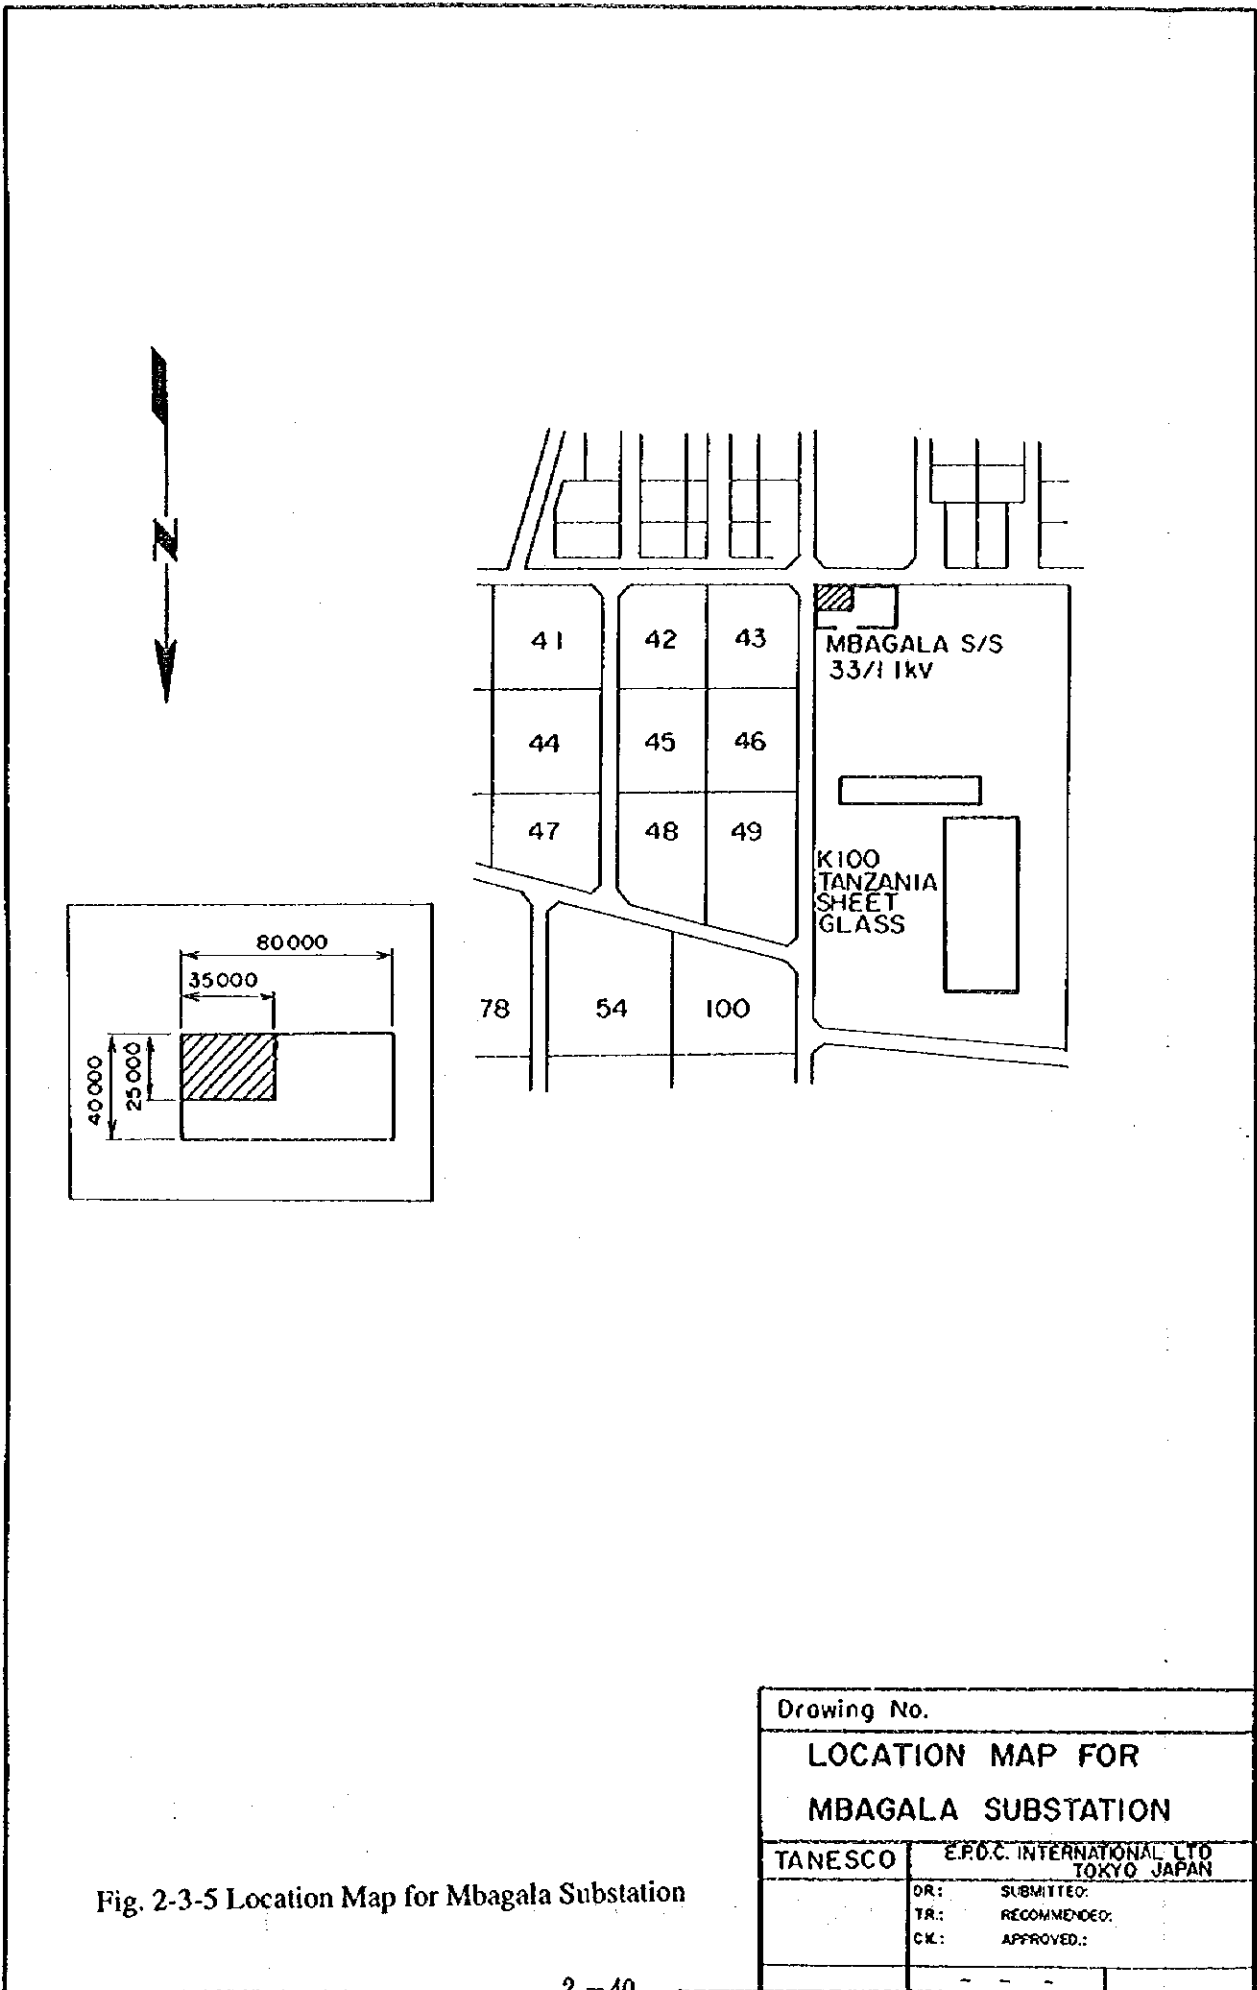 N
41
42
43
MBAGALA S/S
33/11kV
44
45
46
47
48
49
K100
TANZANIA
SHEET
GLASS
80000
35000
40000
25000
78
54
100
Drawing No.
LOCATION MAP FOR
MBAGALA SUBSTATION
TANESCO
E.P.D.C. INTERNATIONAL LTD
TOKYO JAPAN
DR: SUBMITTED:
TR.: RECOMMENDED:
CK.: APPROVED.:
Fig. 2-3-5 Location Map for Mbagala Substation
2-40